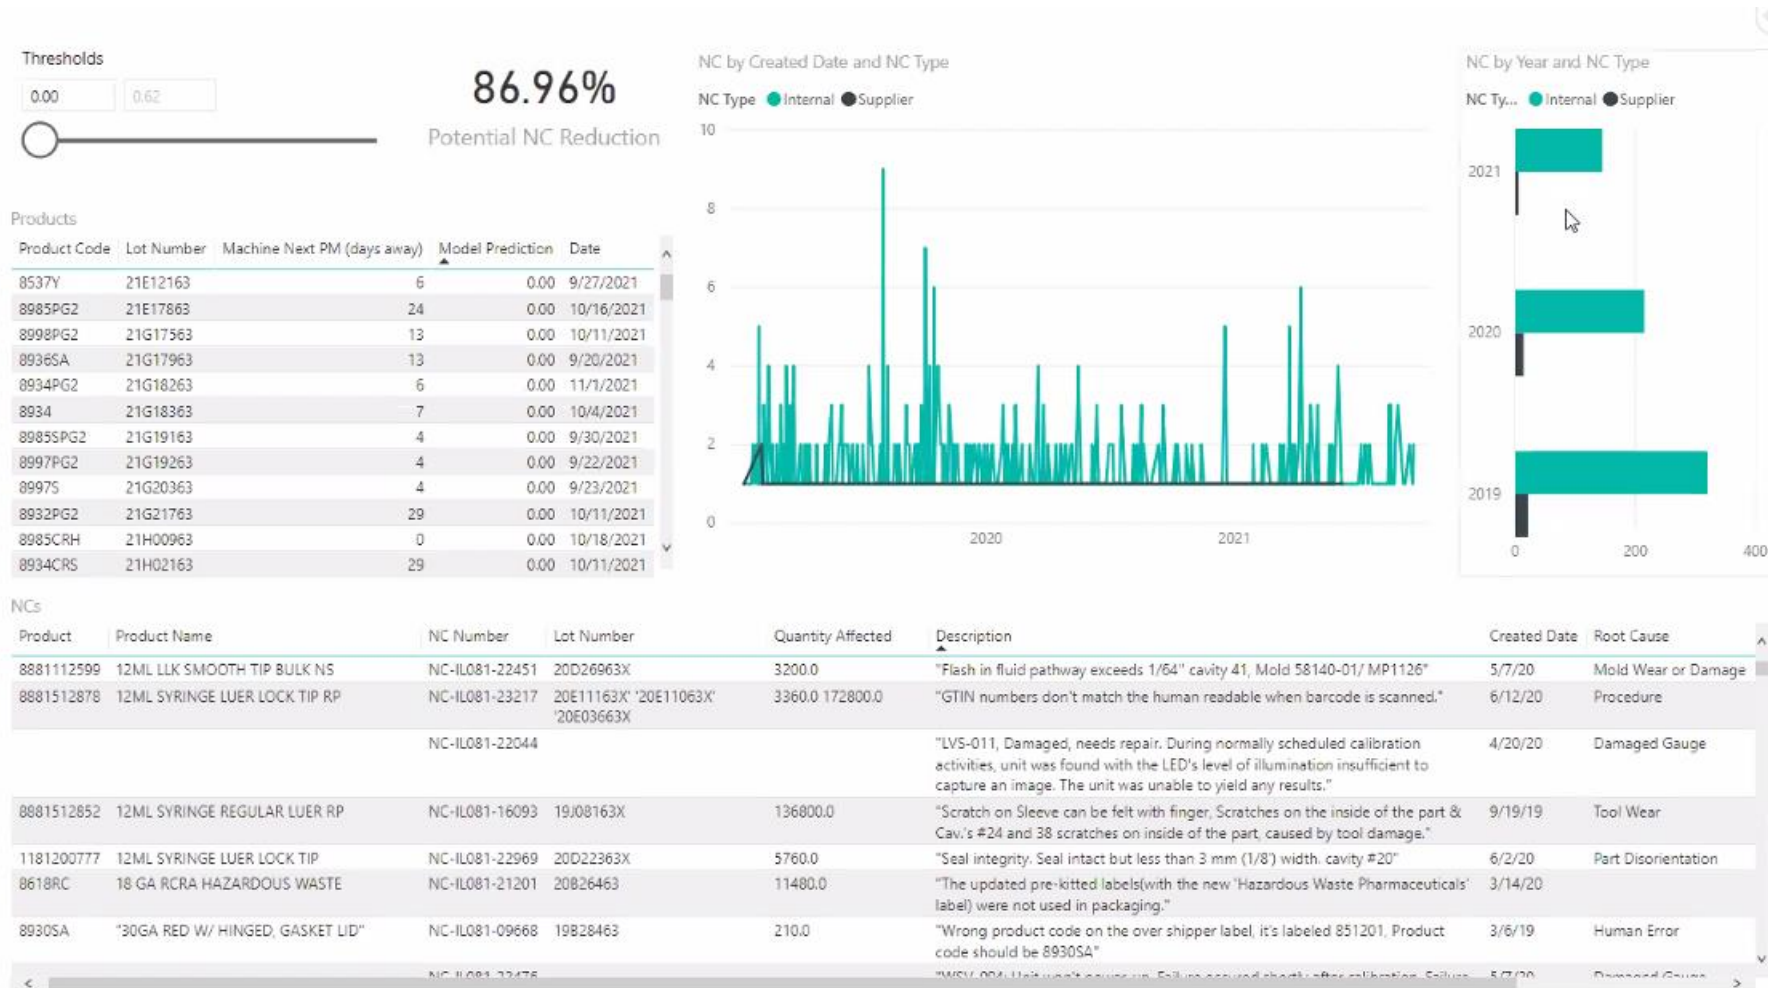 Thresholds
0.00 0.62
86.96%
Potential NC Reduction
NC by Created Date and NC Type
NC Type Internal Supplier
10
8
6
4
2
0
2020 2021
NC by Year and NC Type
NC Ty... Internal Supplier
2021
2020
2019
0 200 400
Products
Product Code Lot Number Machine Next PM (days away) Model Prediction Date
8537Y 21E12163 6 0.00 9/27/2021
8985PG2 21E17863 24 0.00 10/16/2021
8998PG2 21G17563 13 0.00 10/11/2021
8936SA 21G17963 13 0.00 9/20/2021
8934PG2 21G18263 6 0.00 11/1/2021
8934 21G18363 7 0.00 10/4/2021
8985SPG2 21G19163 4 0.00 9/30/2021
8997PG2 21G19263 4 0.00 9/22/2021
8997S 21G20363 4 0.00 9/23/2021
8932PG2 21G21763 29 0.00 10/11/2021
8985CRH 21H00963 0 0.00 10/18/2021
8934CRS 21H02163 29 0.00 10/11/2021
NCs
Product Product Name NC Number Lot Number Quantity Affected Description Created Date Root Cause
8881112599 12ML LLK SMOOTH TIP BULK NS NC-IL081-22451 20D26963X 3200.0 "Flash in fluid pathway exceeds 1/64" cavity 41, Mold 58140-01/ MP1126" 5/7/20 Mold Wear or Damage
8881512878 12ML SYRINGE LUER LOCK TIP RP NC-IL081-23217 20E11163X' '20E11063X' 3360.0 172800.0 "GTIN numbers don't match the human readable when barcode is scanned." 6/12/20 Procedure
'20E03663X
NC-IL081-22044 "LVS-011, Damaged, needs repair. During normally scheduled calibration 4/20/20 Damaged Gauge
activities, unit was found with the LED's level of illumination insufficient to
capture an image. The unit was unable to yield any results."
8881512852 12ML SYRINGE REGULAR LUER RP NC-IL081-16093 19J08163X 136800.0 "Scratch on Sleeve can be felt with finger, Scratches on the inside of the part & 9/19/19 Tool Wear
Cav.'s #24 and 38 scratches on inside of the part, caused by tool damage."
1181200777 12ML SYRINGE LUER LOCK TIP NC-IL081-22969 20D22363X 5760.0 "Seal integrity. Seal intact but less than 3 mm (1/8') width. cavity #20" 6/2/20 Part Disorientation
8618RC 18 GA RCRA HAZARDOUS WASTE NC-IL081-21201 20B26463 11480.0 "The updated pre-kitted labels(with the new 'Hazardous Waste Pharmaceuticals' 3/14/20
label) were not used in packaging."
8930SA "30GA RED W/ HINGED, GASKET LID" NC-IL081-09668 19B28463 210.0 "Wrong product code on the over shipper label, it's labeled 851201, Product 3/6/19 Human Error
code should be 8930SA"
NC-IL081-23476 "WSV-004: Unit won't power up. Failure occured shortly after calibration. Failure 5/7/20 Damaged Gauge